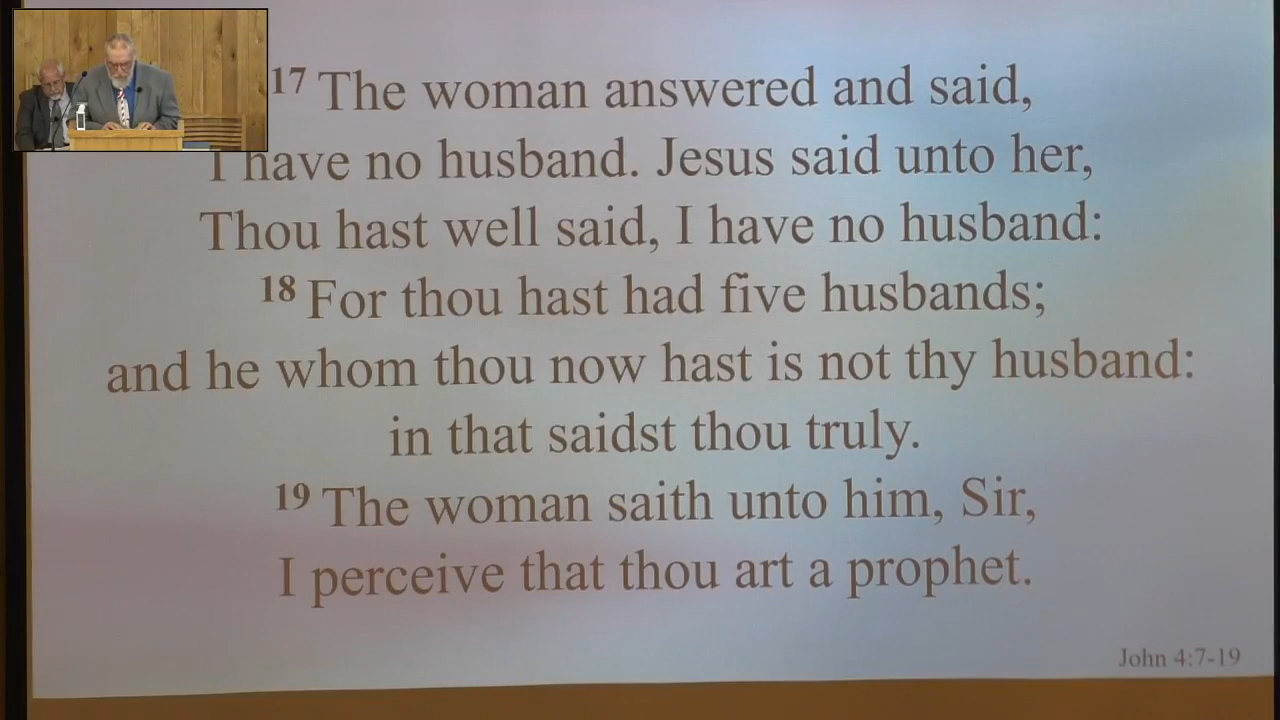 17 The woman answered and said,
I have no husband. Jesus said unto her,
Thou hast well said, I have no husband:
18 For thou hast had five husbands;
and he whom thou now hast is not thy husband:
in that saidst thou truly.
19 The woman saith unto him, Sir,
I perceive that thou art a prophet.
John 4:7-19